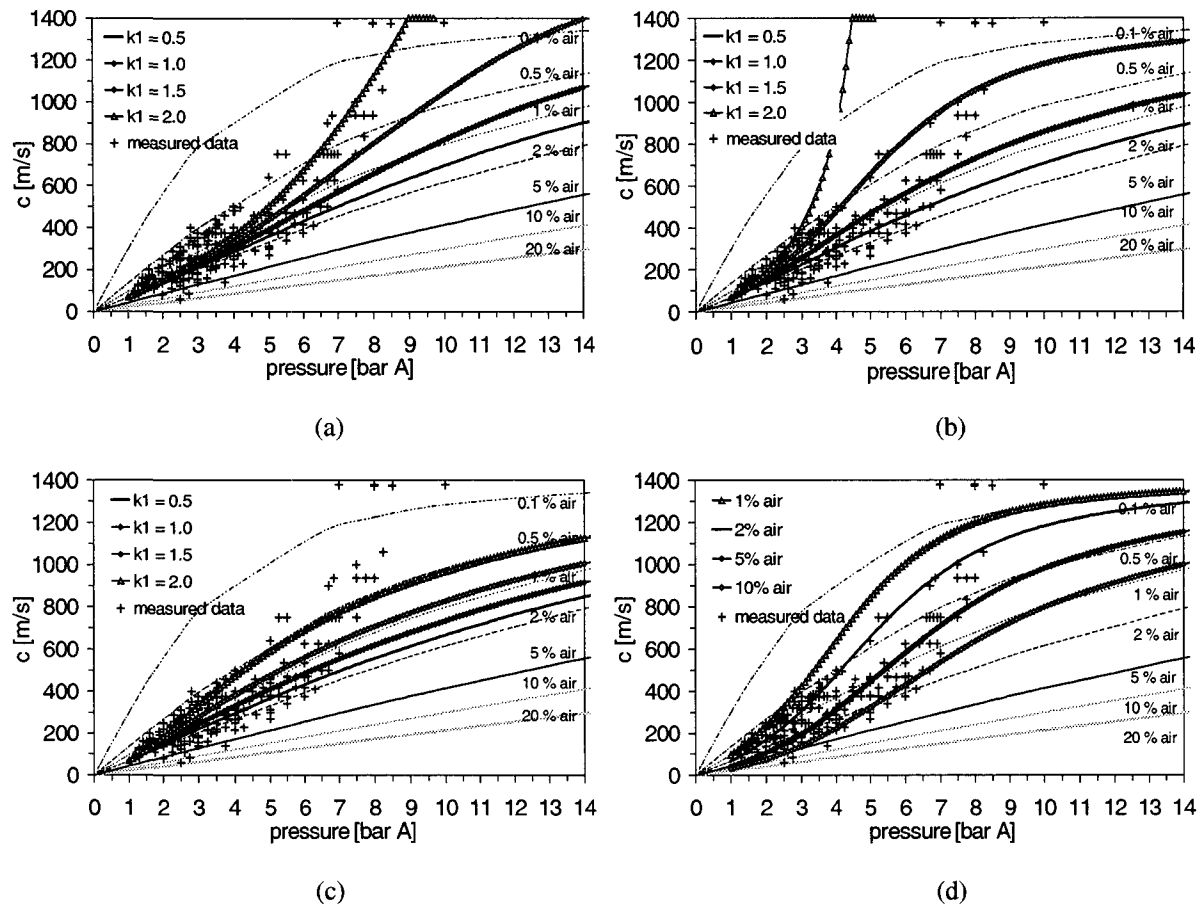 1400
1200
1000
800
600
400
200
0
c [m/s]
k1 = 0.5
k1 = 1.0
k1 = 1.5
k1 = 2.0
measured data
0.1 % air
0.5 % air
1 % air
2 % air
5 % air
10 % air
20 % air
0 1 2 3 4 5 6 7 8 9 10 11 12 13 14
pressure [bar A]
(a)
1400
1200
1000
800
600
400
200
0
c [m/s]
k1 = 0.5
k1 = 1.0
k1 = 1.5
k1 = 2.0
measured data
0.1 % air
0.5 % air
1 % air
2 % air
5 % air
10 % air
20 % air
0 1 2 3 4 5 6 7 8 9 10 11 12 13 14
pressure [bar A]
(b)
1400
1200
1000
800
600
400
200
0
c [m/s]
k1 = 0.5
k1 = 1.0
k1 = 1.5
k1 = 2.0
measured data
0.1 % air
0.5 % air
1 % air
2 % air
5 % air
10 % air
20 % air
0 1 2 3 4 5 6 7 8 9 10 11 12 13 14
pressure [bar A]
(c)
1400
1200
1000
800
600
400
200
0
c [m/s]
1% air
2% air
5% air
10% air
measured data
0.1 % air
0.5 % air
1 % air
2 % air
5 % air
10 % air
20 % air
0 1 2 3 4 5 6 7 8 9 10 11 12 13 14
pressure [bar A]
(d)